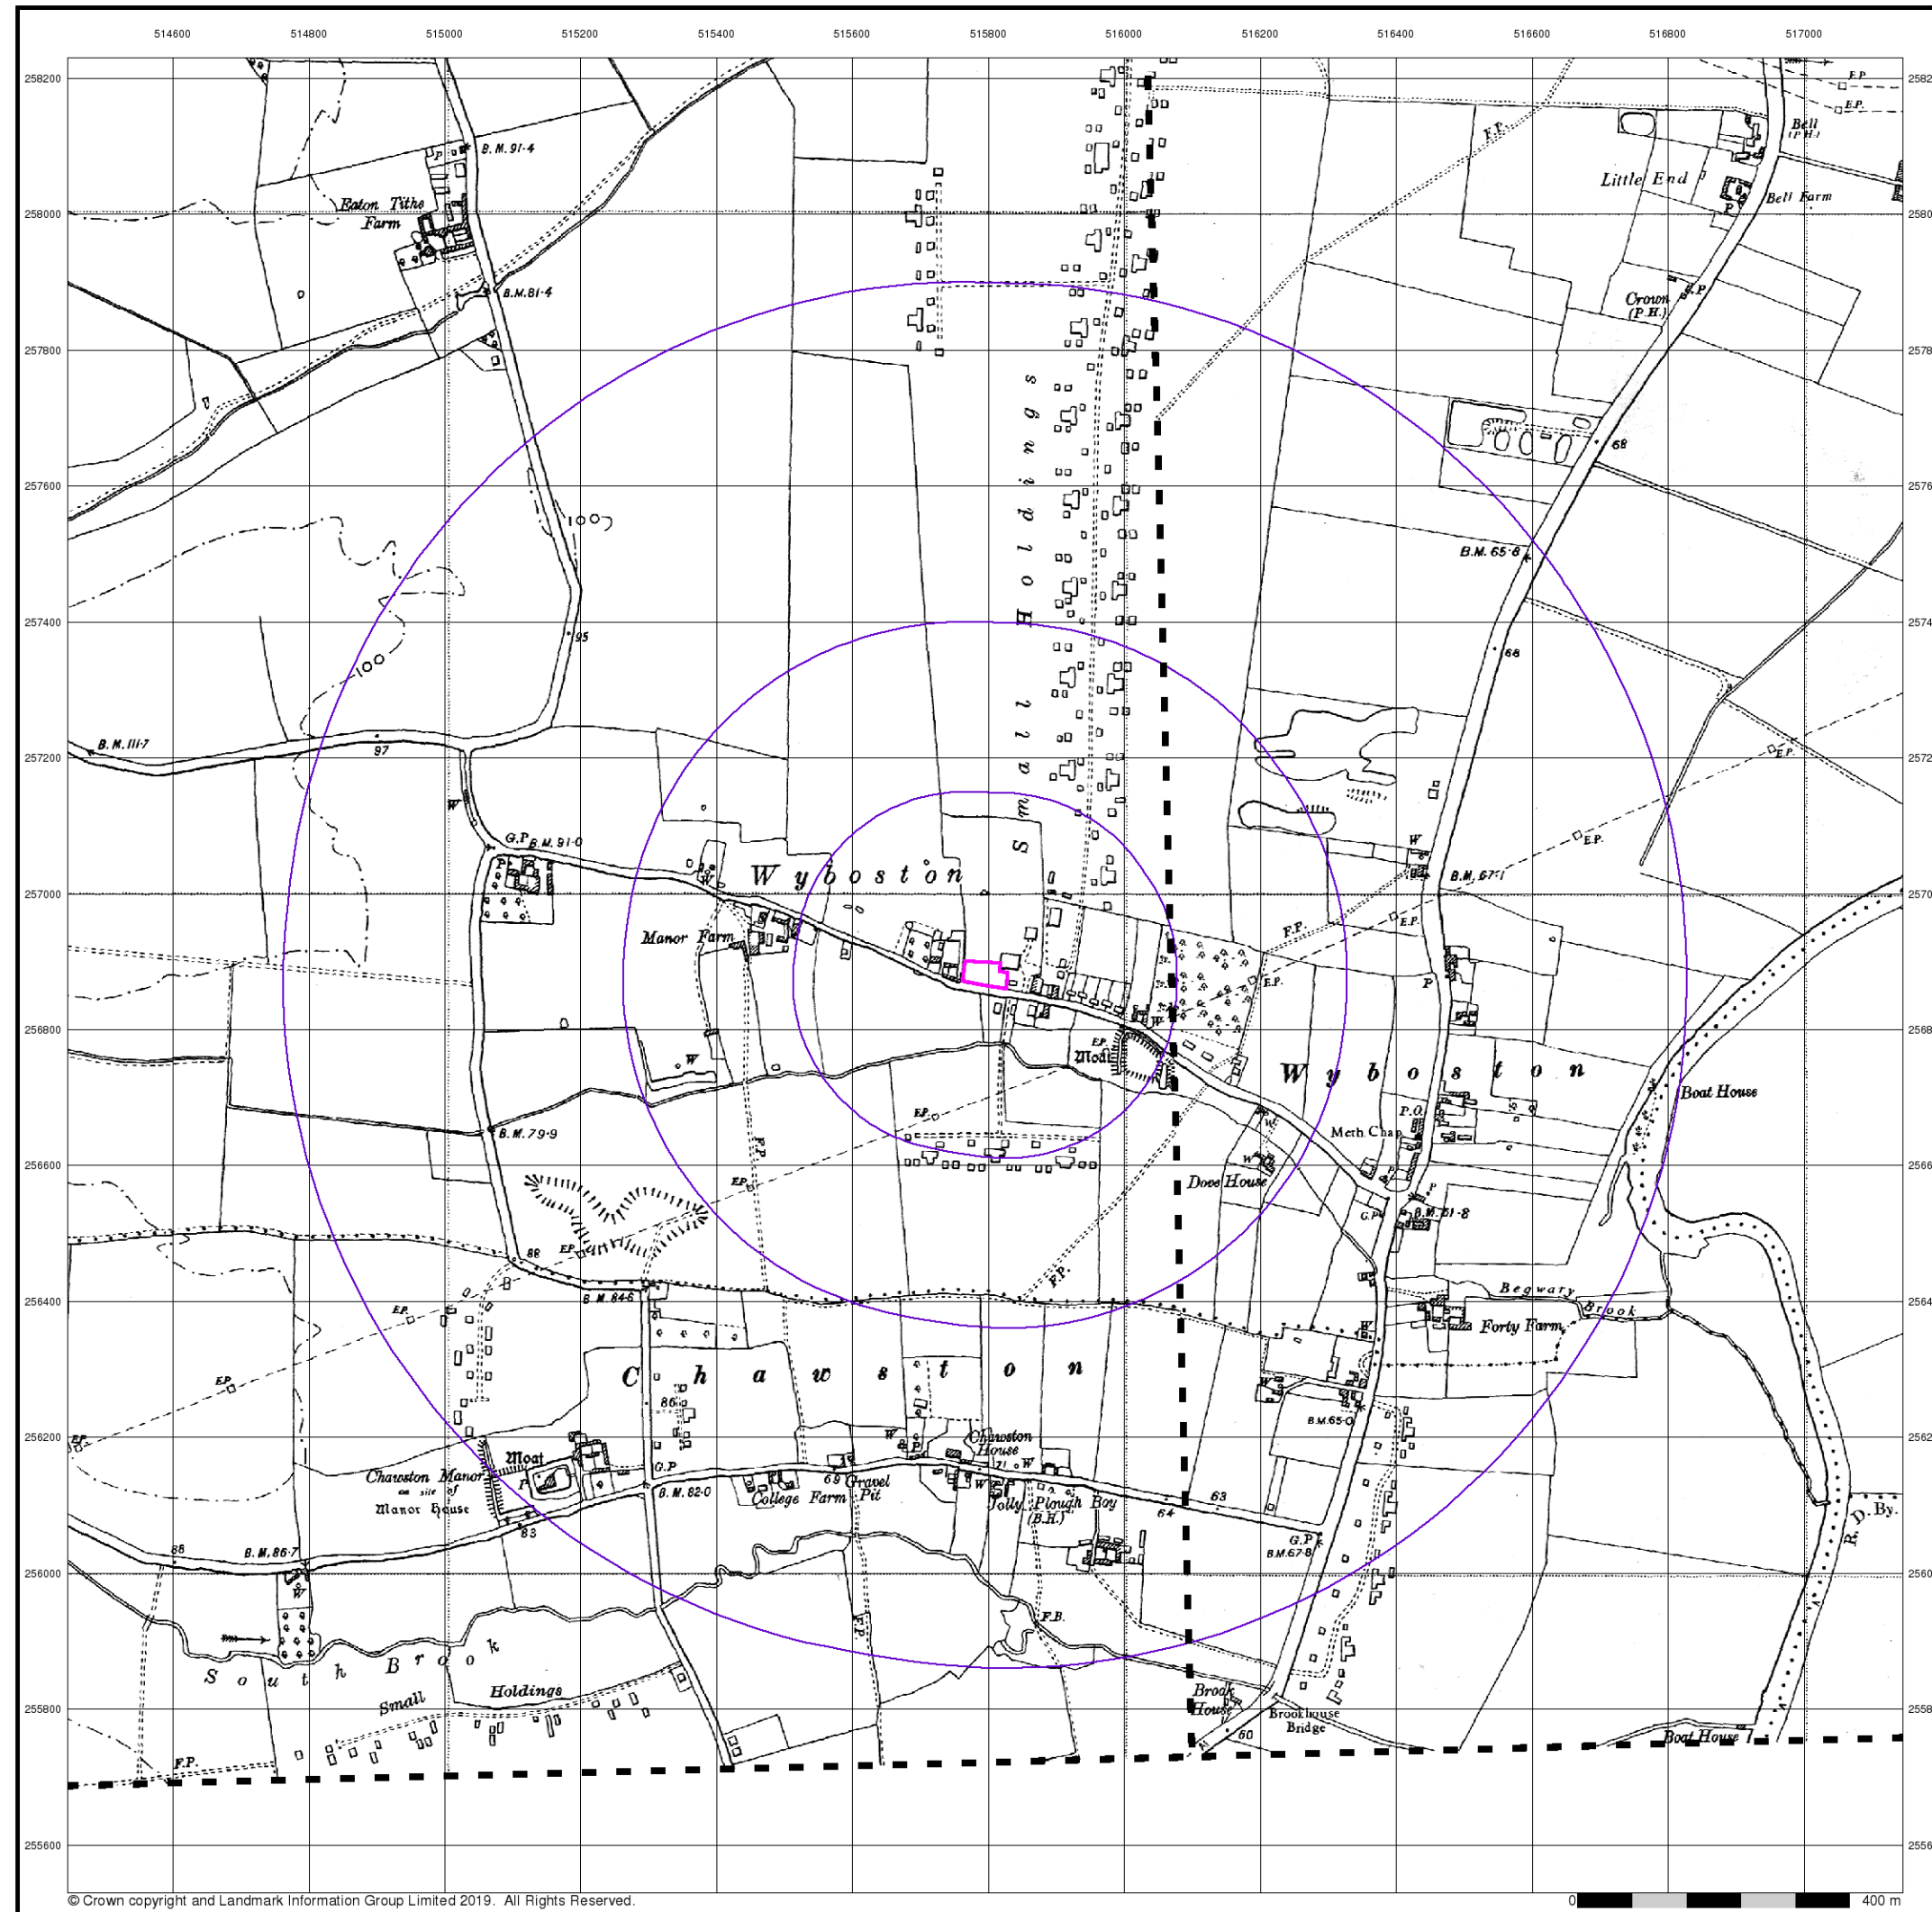 514600 514800 515000 515200 515400 515600 515800 516000 516200 516400 516600 516800 517000
258200
258000
257800
257600
257400
257200
257000
256800
256600
256400
256200
256000
255800
255600
E.P.
E.P.
F.P.
Bell
(P.H.)
B.M. 91·4
P
Little End
Eaton Tithe
Farm
Bell Farm
P
B.M. 81·4
Crown
(P.H.)
G.P
Small Holdings
68
100
B.M. 65·8
95
100
68
B.M. 111·7
97
E.P.
W
G.P
B.M. 91·0
P
E.P.
W
B.M. 67·1
W
Wyboston
E.P.
F.P.
Manor Farm
E.P.
P
W
E.P.
Moat
W
Wyboston
Boat House
E.P.
P.O.
W
Meth. Chap.
B.M. 79·9
F.P.
W
P
E.P.
Dove House
P
G.P
B.M. 61·8
88
E.P.
F.P.
B.M. 84·6
Begwary
Brook
E.P.
W
Forty Farm
Chawston
E.P.
W
86
B.M. 65·0
E.P.
W
P
Chawston
House
Moat
G.P
71
W
Chawston Manor
on site of
Manor House
P
69
Gravel
Pit
College Farm
W
B.M. 82·0
Jolly Plough Boy
(B.H.)
63
64
R.D. By.
83
G.P
B.M. 67·8
88
B.M. 86·7
W
F.P.
F.B.
South Brook
Small Holdings
Brook
House
Brookhouse
Bridge
60
Boat House
F.P.
© Crown copyright and Landmark Information Group Limited 2019. All Rights Reserved.
0 400 m